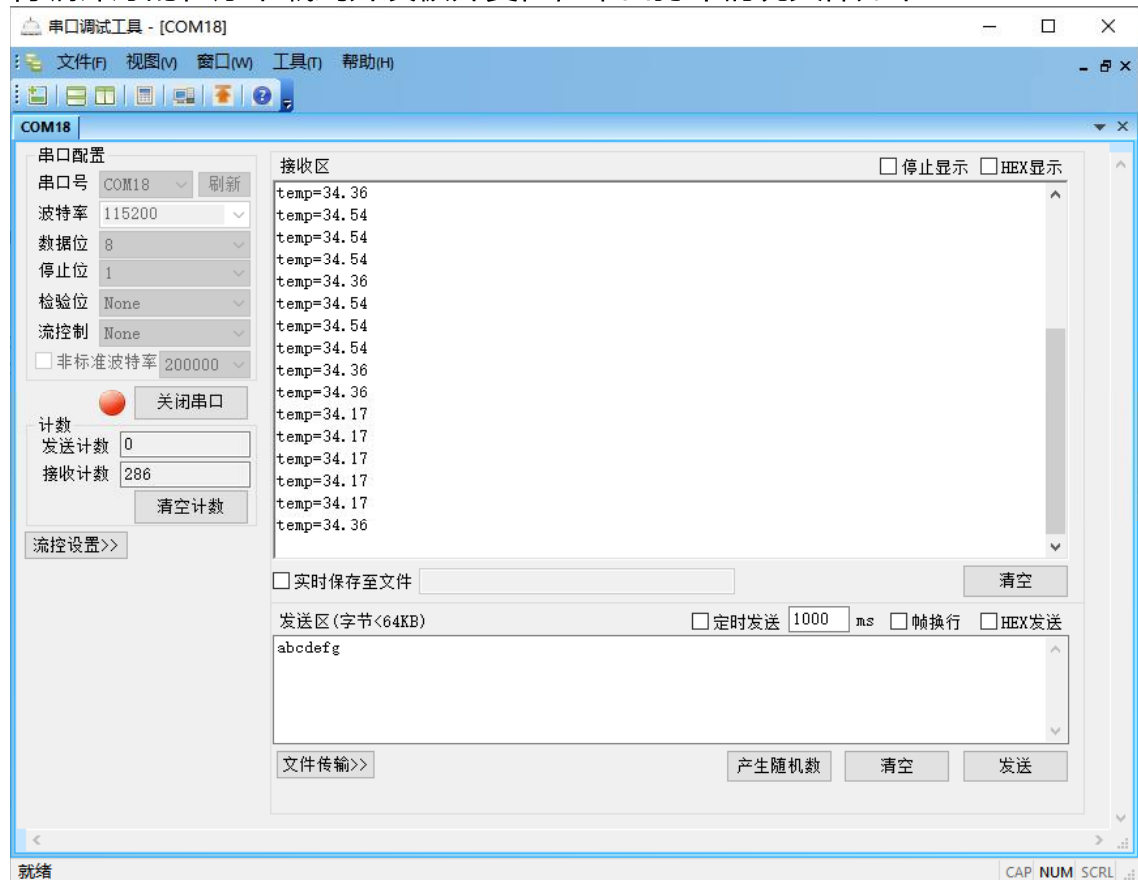 串口调试工具 - [COM18]
文件(F) 视图(V) 窗口(W) 工具(T) 帮助(H)
COM18
串口配置
串口号 COM18 刷新
波特率 115200
数据位 8
停止位 1
检验位 None
流控制 None
非标准波特率 200000
关闭串口
计数
发送计数 0
接收计数 286
清空计数
流控设置>>
接收区 停止显示 HEX显示
temp=34.36
temp=34.54
temp=34.54
temp=34.54
temp=34.36
temp=34.54
temp=34.54
temp=34.54
temp=34.36
temp=34.36
temp=34.17
temp=34.17
temp=34.17
temp=34.17
temp=34.17
temp=34.36
实时保存至文件 清空
发送区(字节<64KB) 定时发送 1000 ms 帧换行 HEX发送
abcdefg
文件传输>> 产生随机数 清空 发送
就绪 CAP NUM SCRL